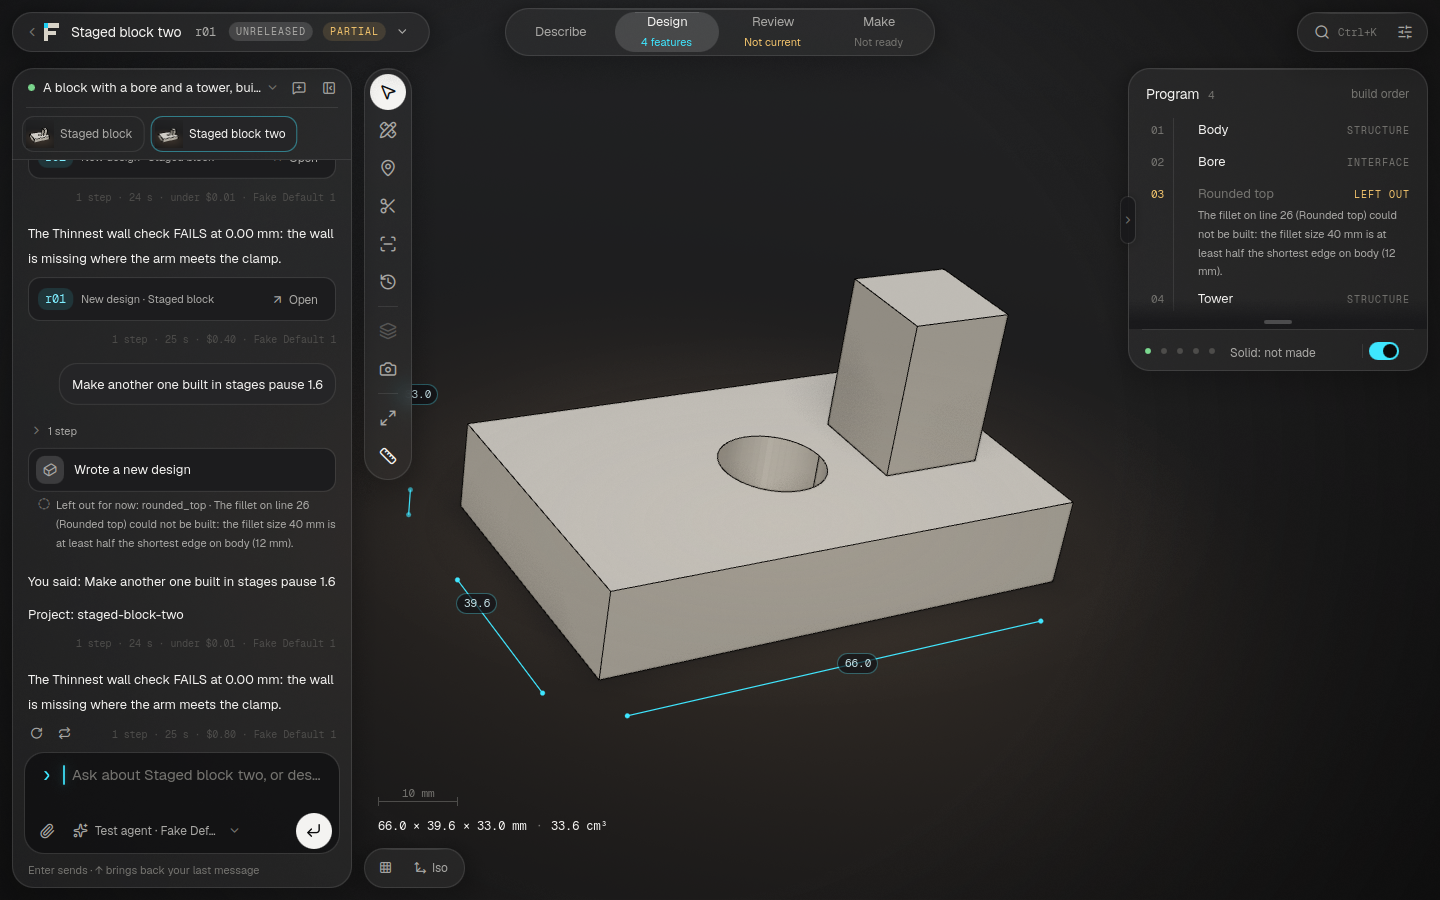 Staged block two r01 UNRELEASED PARTIAL
Describe
Design
4 features
Review
Not current
Make
Not ready
Ctrl+K
A block with a bore and a tower, bui…
Staged block
Staged block two
1 step · 24 s · under $0.01 · Fake Default 1
The Thinnest wall check FAILS at 0.00 mm: the wall
is missing where the arm meets the clamp.
r01 New design · Staged block Open
1 step · 25 s · $0.40 · Fake Default 1
Make another one built in stages pause 1.6
1 step
Wrote a new design
Left out for now: rounded_top · The fillet on line 26
(Rounded top) could not be built: the fillet size 40 mm is
at least half the shortest edge on body (12 mm).
You said: Make another one built in stages pause 1.6
Project: staged-block-two
1 step · 24 s · under $0.01 · Fake Default 1
The Thinnest wall check FAILS at 0.00 mm: the wall
is missing where the arm meets the clamp.
1 step · 25 s · $0.80 · Fake Default 1
Ask about Staged block two, or des…
Test agent · Fake Def…
Enter sends · ↑ brings back your last message
3.0
39.6
66.0
10 mm
66.0 × 39.6 × 33.0 mm · 33.6 cm³
Iso
Program 4 build order
01 Body STRUCTURE
02 Bore INTERFACE
03 Rounded top LEFT OUT
The fillet on line 26 (Rounded top) could
not be built: the fillet size 40 mm is at
least half the shortest edge on body (12
mm).
04 Tower STRUCTURE
Solid: not made